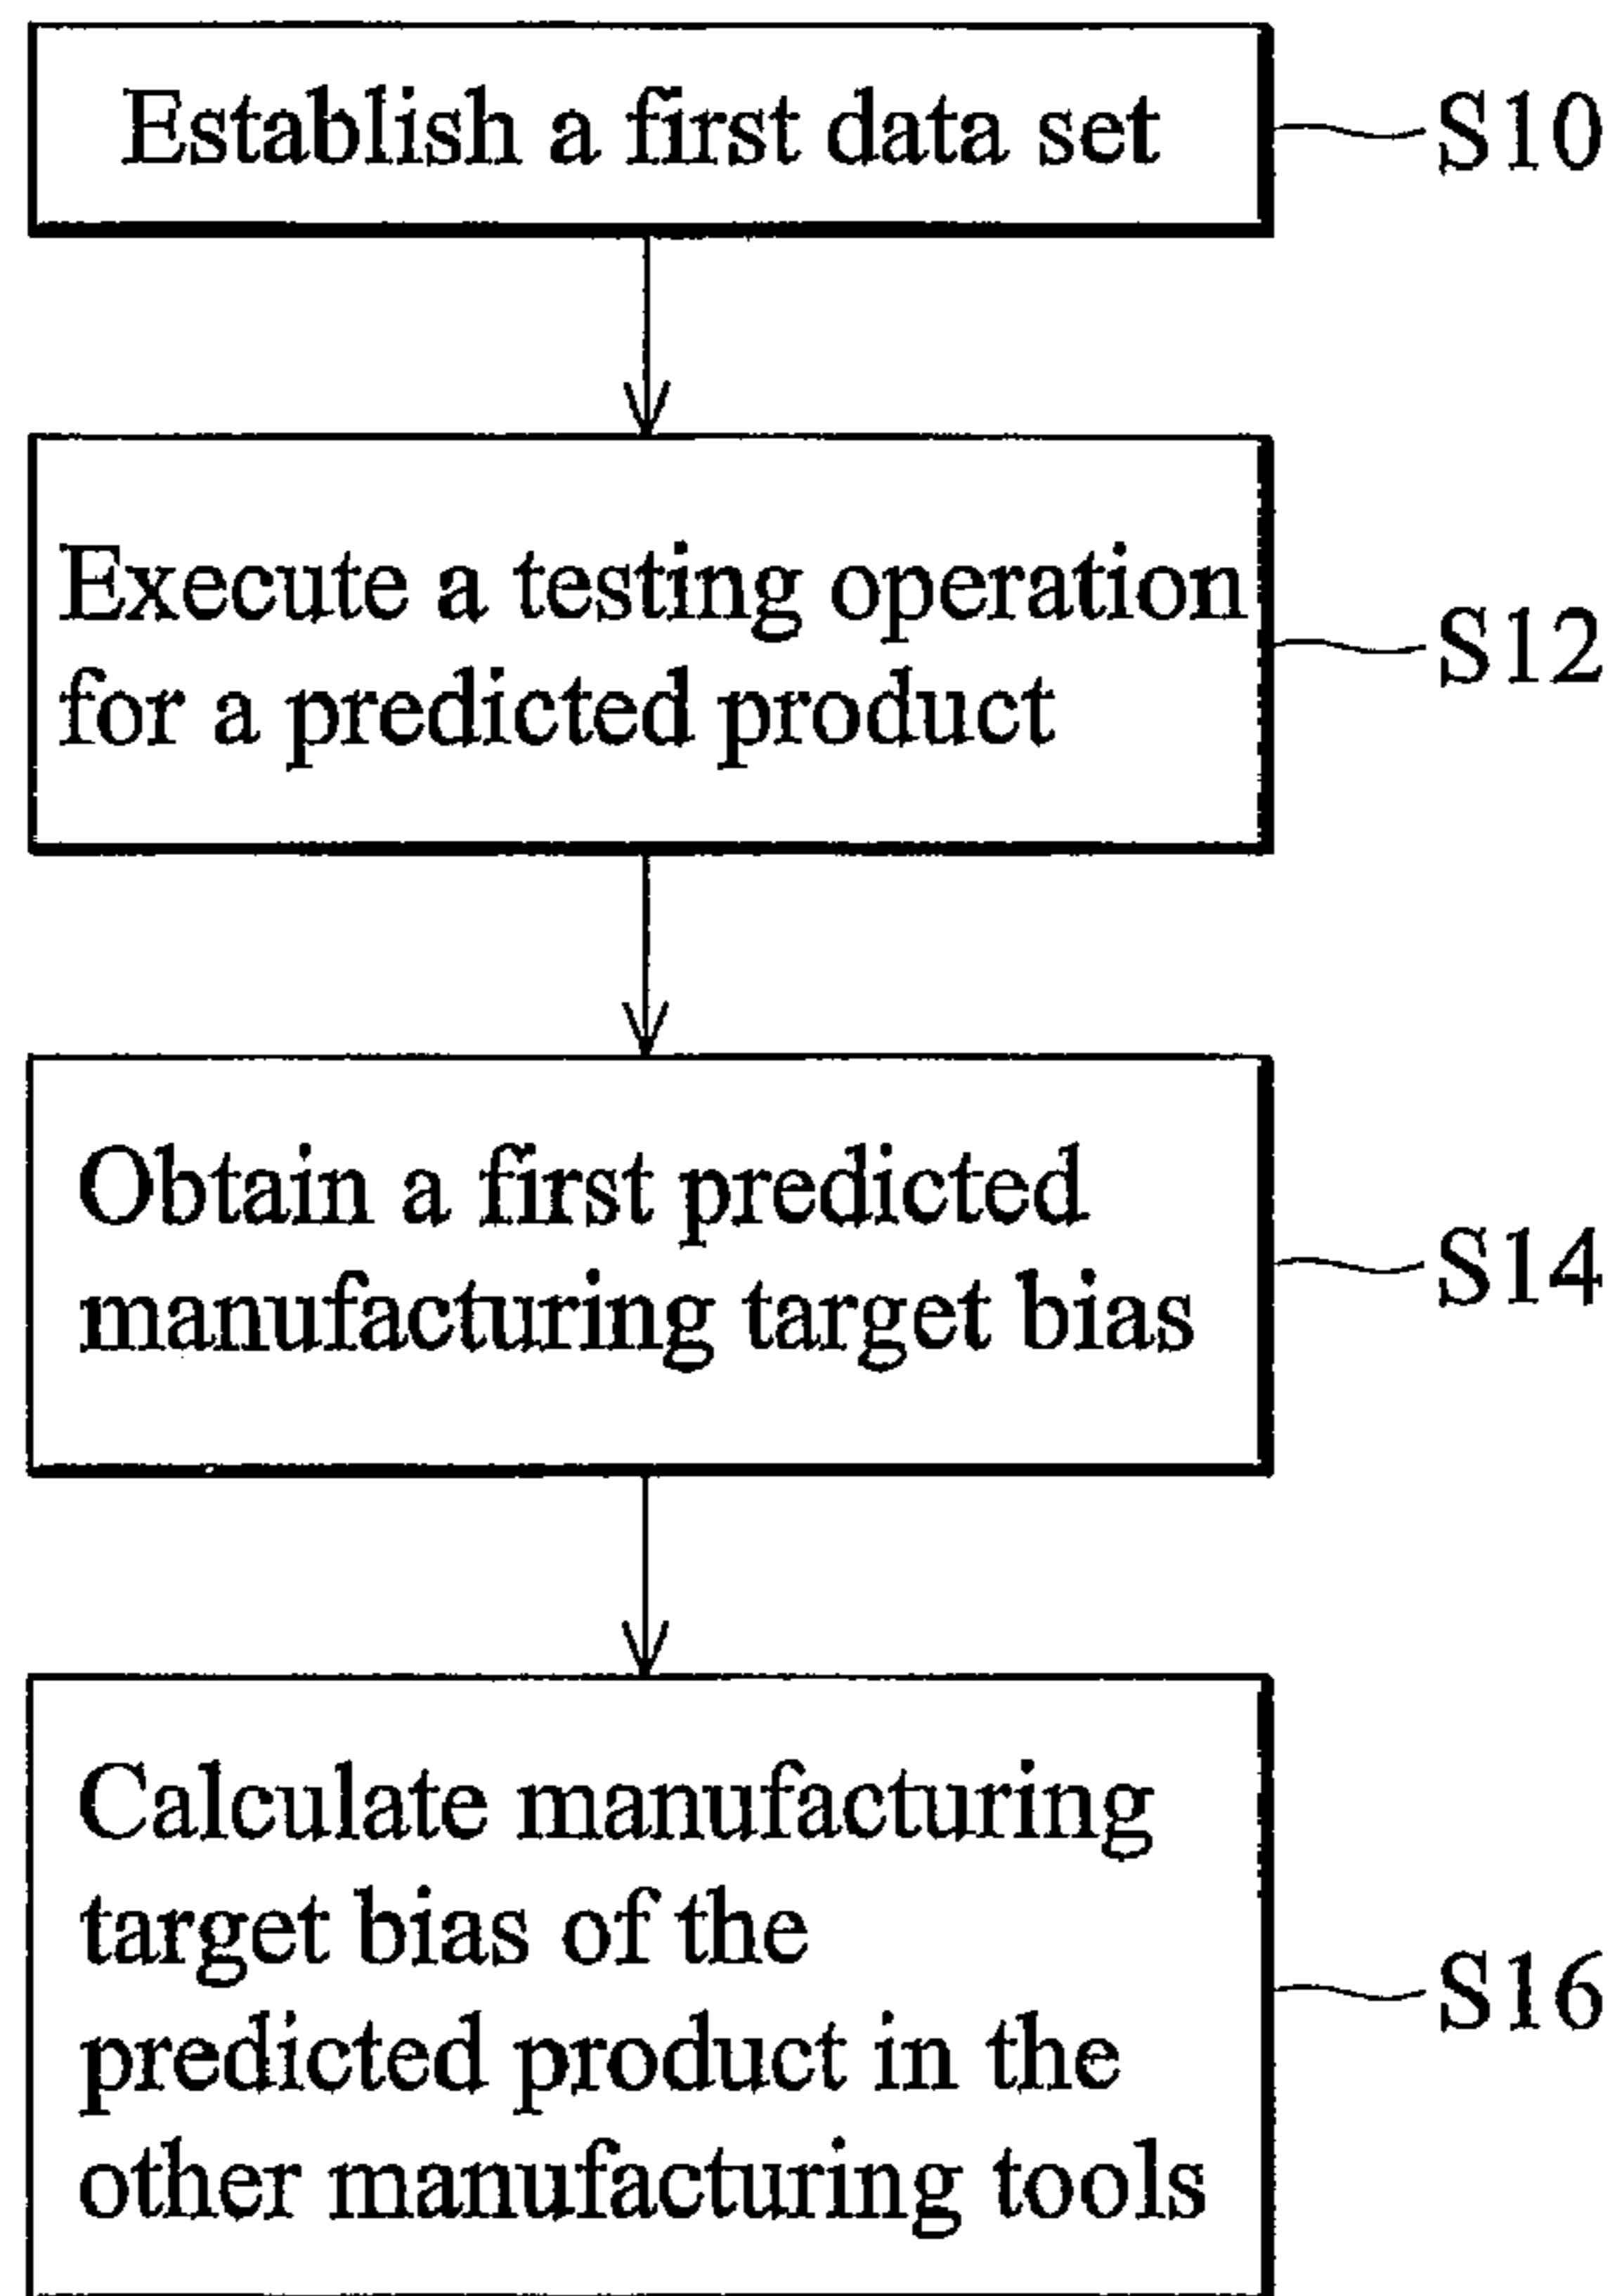 Establish a first data set
S10
Execute a testing operation
for a predicted product
S12
Obtain a first predicted
manufacturing target bias
S14
Calculate manufacturing
target bias of the
predicted product in the
other manufacturing tools
S16